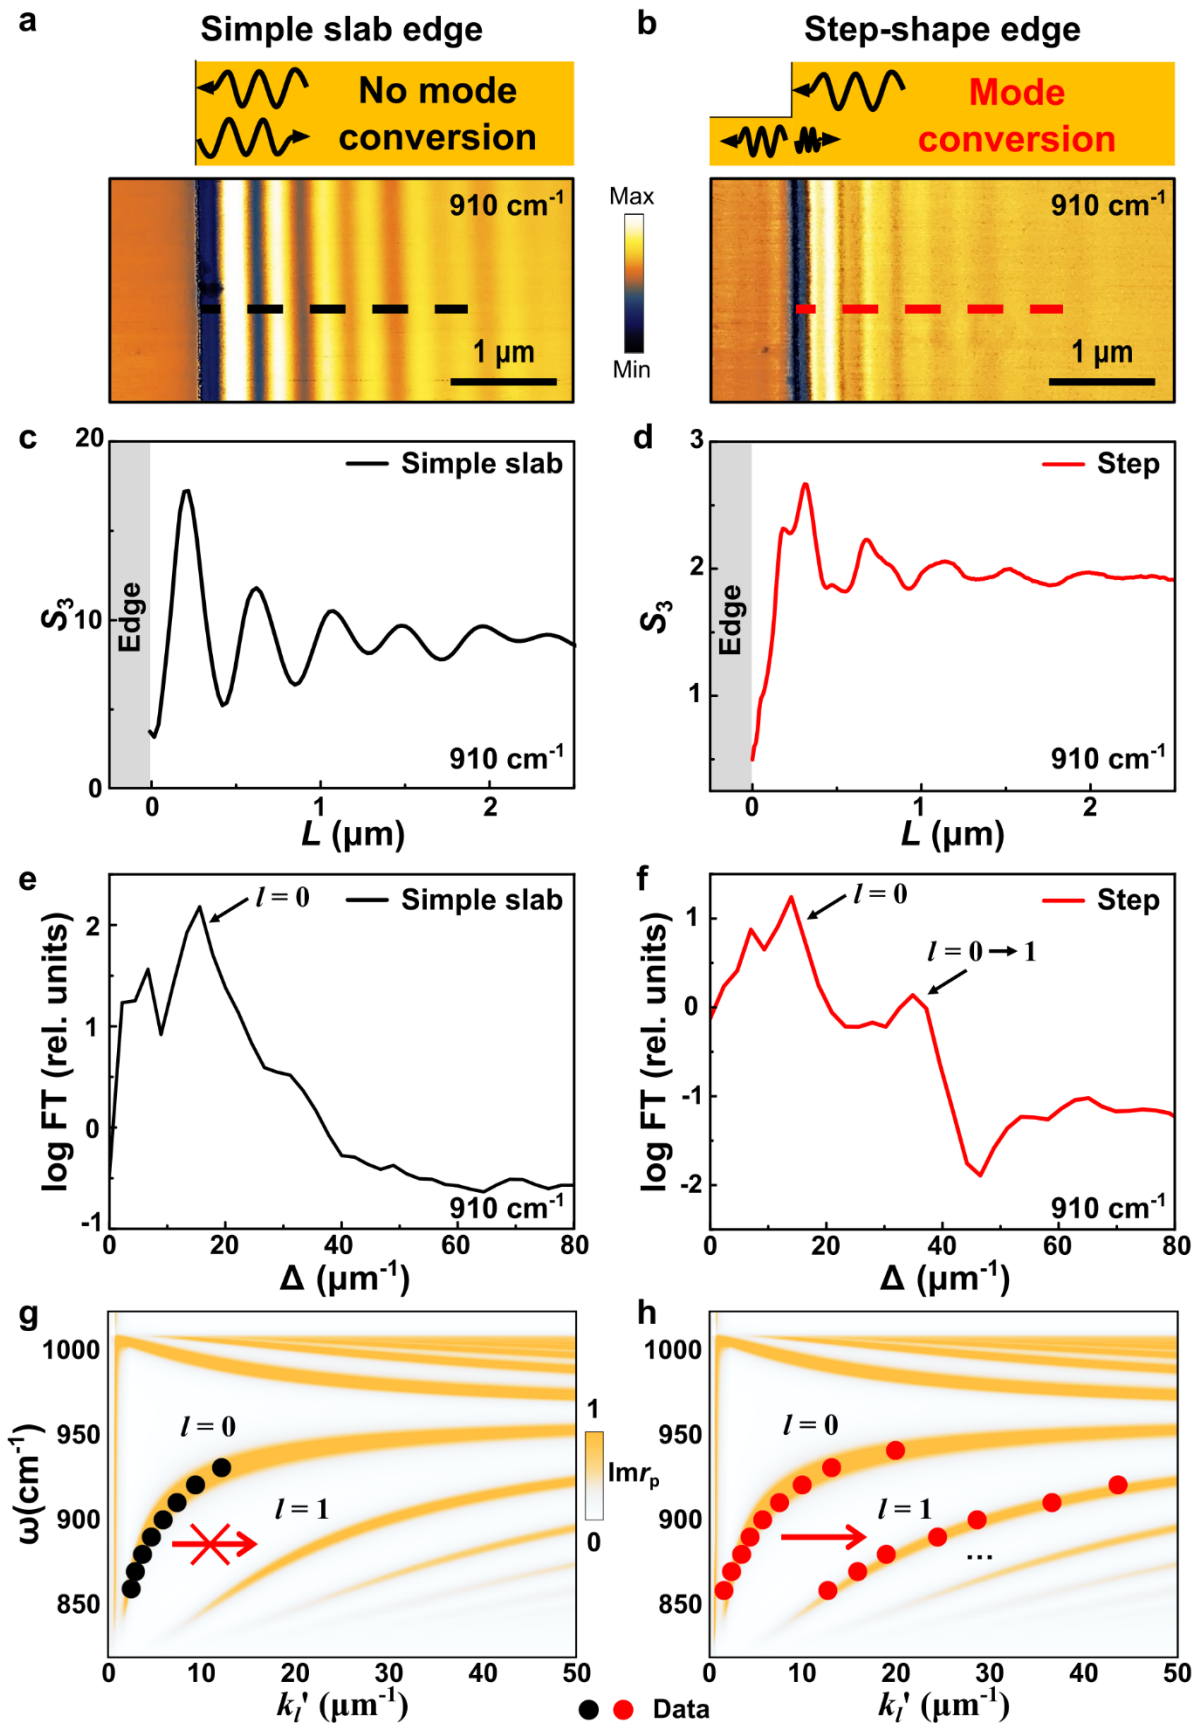 a
Simple slab edge
No mode
conversion
910 cm-1
1 μm
Max
Min
b
Step-shape edge
Mode
conversion
910 cm-1
1 μm
c
20
10
0
S3
Edge
Simple slab
910 cm-1
0 1 2
L (μm)
d
3
2
1
S3
Edge
Step
910 cm-1
0 1 2
L (μm)
e
2
1
0
-1
log FT (rel. units)
l = 0
Simple slab
910 cm-1
0 20 40 60 80
Δ (μm-1)
f
1
0
-1
-2
log FT (rel. units)
l = 0
Step
l = 0 → 1
910 cm-1
0 20 40 60 80
Δ (μm-1)
g
1000
950
900
850
ω(cm-1)
l = 0
l = 1
0 10 20 30 40 50
kl' (μm-1)
1
Imrp
0
h
1000
950
900
850
l = 0
l = 1
...
0 10 20 30 40 50
kl' (μm-1)
Data